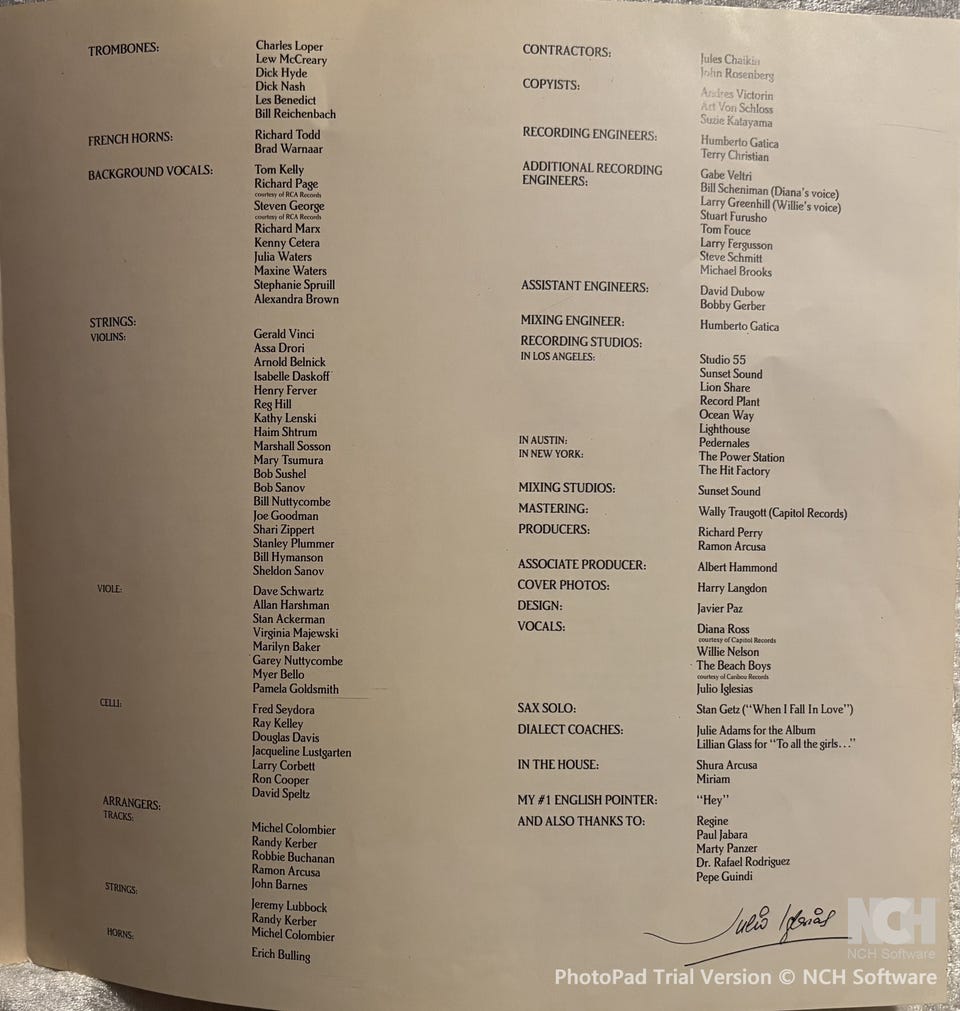 TROMBONES:
Charles Loper
Lew McCreary
Dick Hyde
Dick Nash
Les Benedict
Bill Reichenbach
FRENCH HORNS:
Richard Todd
Brad Warnaar
BACKGROUND VOCALS:
Tom Kelly
Richard Page
courtesy of RCA Records
Steven George
courtesy of RCA Records
Richard Marx
Kenny Cetera
Julia Waters
Maxine Waters
Stephanie Spruill
Alexandra Brown
STRINGS:
VIOLINS:
Gerald Vinci
Assa Drori
Arnold Belnick
Isabelle Daskoff
Henry Ferver
Reg Hill
Kathy Lenski
Haim Shtrum
Marshall Sosson
Mary Tsumura
Bob Sushel
Bob Sanov
Bill Nuttycombe
Joe Goodman
Shari Zippert
Stanley Plummer
Bill Hymanson
Sheldon Sanov
VIOLE:
Dave Schwartz
Allan Harshman
Stan Ackerman
Virginia Majewski
Marilyn Baker
Garey Nuttycombe
Myer Bello
Pamela Goldsmith
CELLI:
Fred Seydora
Ray Kelley
Douglas Davis
Jacqueline Lustgarten
Larry Corbett
Ron Cooper
David Speltz
ARRANGERS:
TRACKS:
Michel Colombier
Randy Kerber
Robbie Buchanan
Ramon Arcusa
John Barnes
STRINGS:
Jeremy Lubbock
Randy Kerber
Michel Colombier
HORNS:
Erich Bulling
CONTRACTORS:
Jules Chaikin
John Rosenberg
COPYISTS:
Andres Victorin
Art Von Schloss
Suzie Katayama
RECORDING ENGINEERS:
Humberto Gatica
Terry Christian
ADDITIONAL RECORDING
ENGINEERS:
Gabe Veltri
Bill Scheniman (Diana's voice)
Larry Greenhill (Willie's voice)
Stuart Furusho
Tom Fouce
Larry Fergusson
Steve Schmitt
Michael Brooks
ASSISTANT ENGINEERS:
David Dubow
Bobby Gerber
MIXING ENGINEER:
Humberto Gatica
RECORDING STUDIOS:
IN LOS ANGELES:
Studio 55
Sunset Sound
Lion Share
Record Plant
Ocean Way
Lighthouse
IN AUSTIN:
Pedernales
IN NEW YORK:
The Power Station
The Hit Factory
MIXING STUDIOS:
Sunset Sound
MASTERING:
Wally Traugott (Capitol Records)
PRODUCERS:
Richard Perry
Ramon Arcusa
ASSOCIATE PRODUCER:
Albert Hammond
COVER PHOTOS:
Harry Langdon
DESIGN:
Javier Paz
VOCALS:
Diana Ross
courtesy of Capitol Records
Willie Nelson
The Beach Boys
courtesy of Caribou Records
Julio Iglesias
SAX SOLO:
Stan Getz ("When I Fall In Love")
DIALECT COACHES:
Julie Adams for the Album
Lillian Glass for "To all the girls..."
IN THE HOUSE:
Shura Arcusa
Miriam
MY #1 ENGLISH POINTER:
"Hey"
AND ALSO THANKS TO:
Regine
Paul Jabara
Marty Panzer
Dr. Rafael Rodriguez
Pepe Guindi
Julio Iglesias
NCH
NCH Software
PhotoPad Trial Version © NCH Software